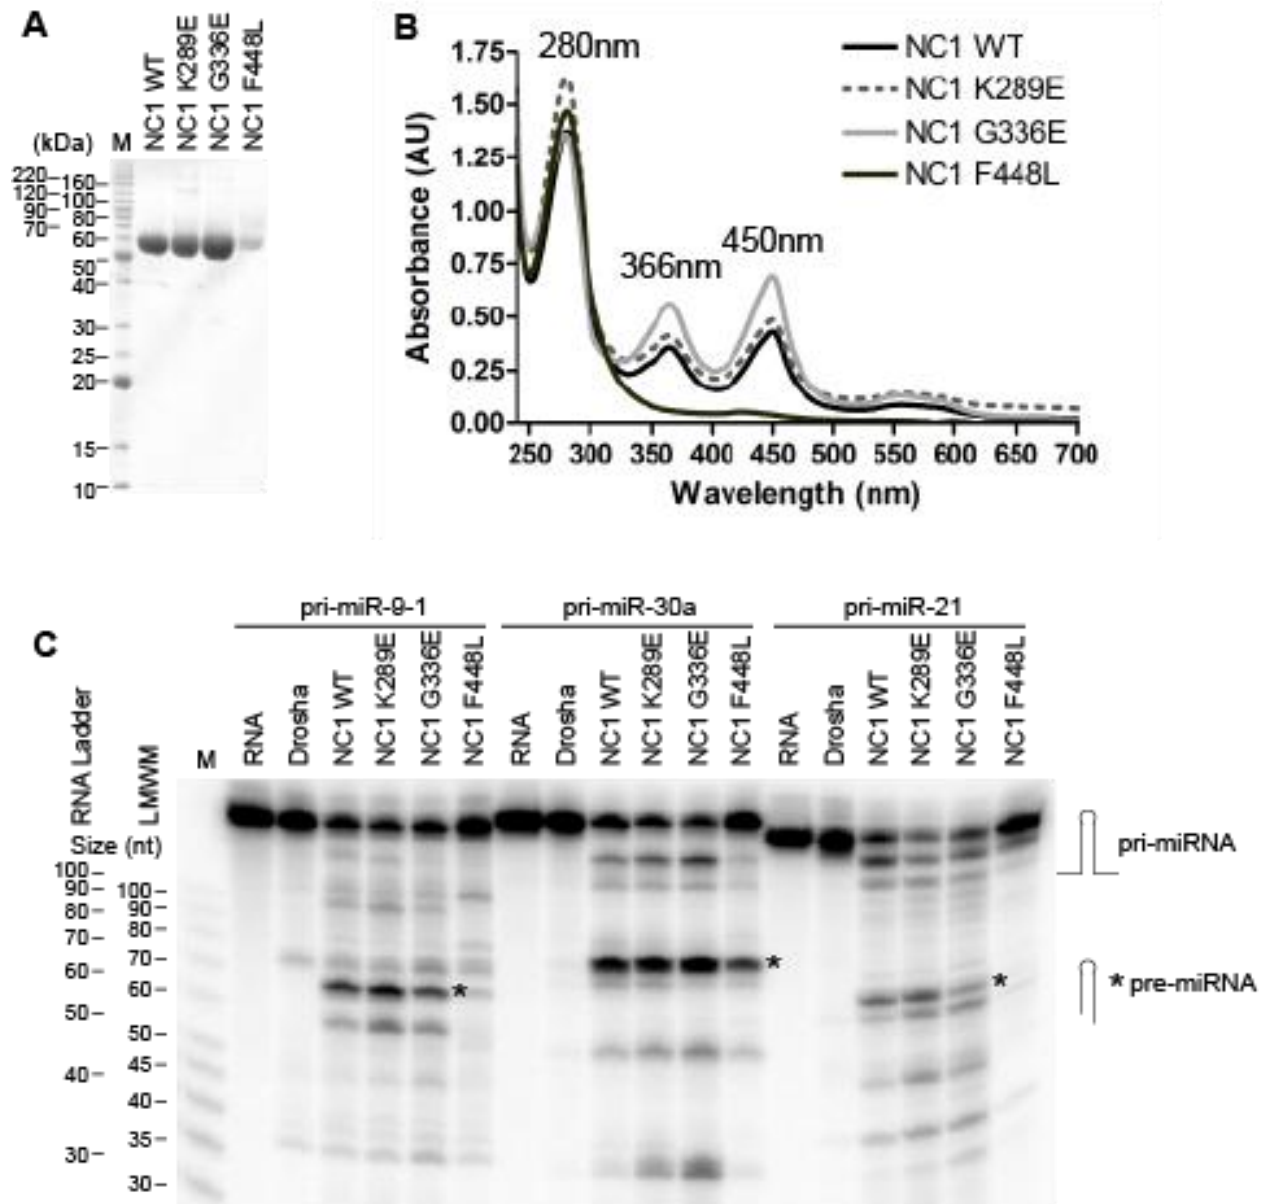 A
NC1 WT
NC1 K289E
NC1 G336E
NC1 F448L
(kDa) M
220
160
120
100
90
80
70
60
50
40
30
25
20
15
10
B
280nm
366nm
450nm
NC1 WT
NC1 K289E
NC1 G336E
NC1 F448L
Absorbance (AU)
1.75
1.50
1.25
1.00
0.75
0.50
0.25
0.00
250 300 350 400 450 500 550 600 650 700
Wavelength (nm)
C
pri-miR-9-1 pri-miR-30a pri-miR-21
RNA Ladder
LMWM
M
RNA
Drosha
NC1 WT
NC1 K289E
NC1 G336E
NC1 F448L
RNA
Drosha
NC1 WT
NC1 K289E
NC1 G336E
NC1 F448L
RNA
Drosha
NC1 WT
NC1 K289E
NC1 G336E
NC1 F448L
Size (nt)
100
90
80
70
60
50
40
30
100
90
80
70
60
50
45
40
35
30
*
*
*
pri-miRNA
* pre-miRNA